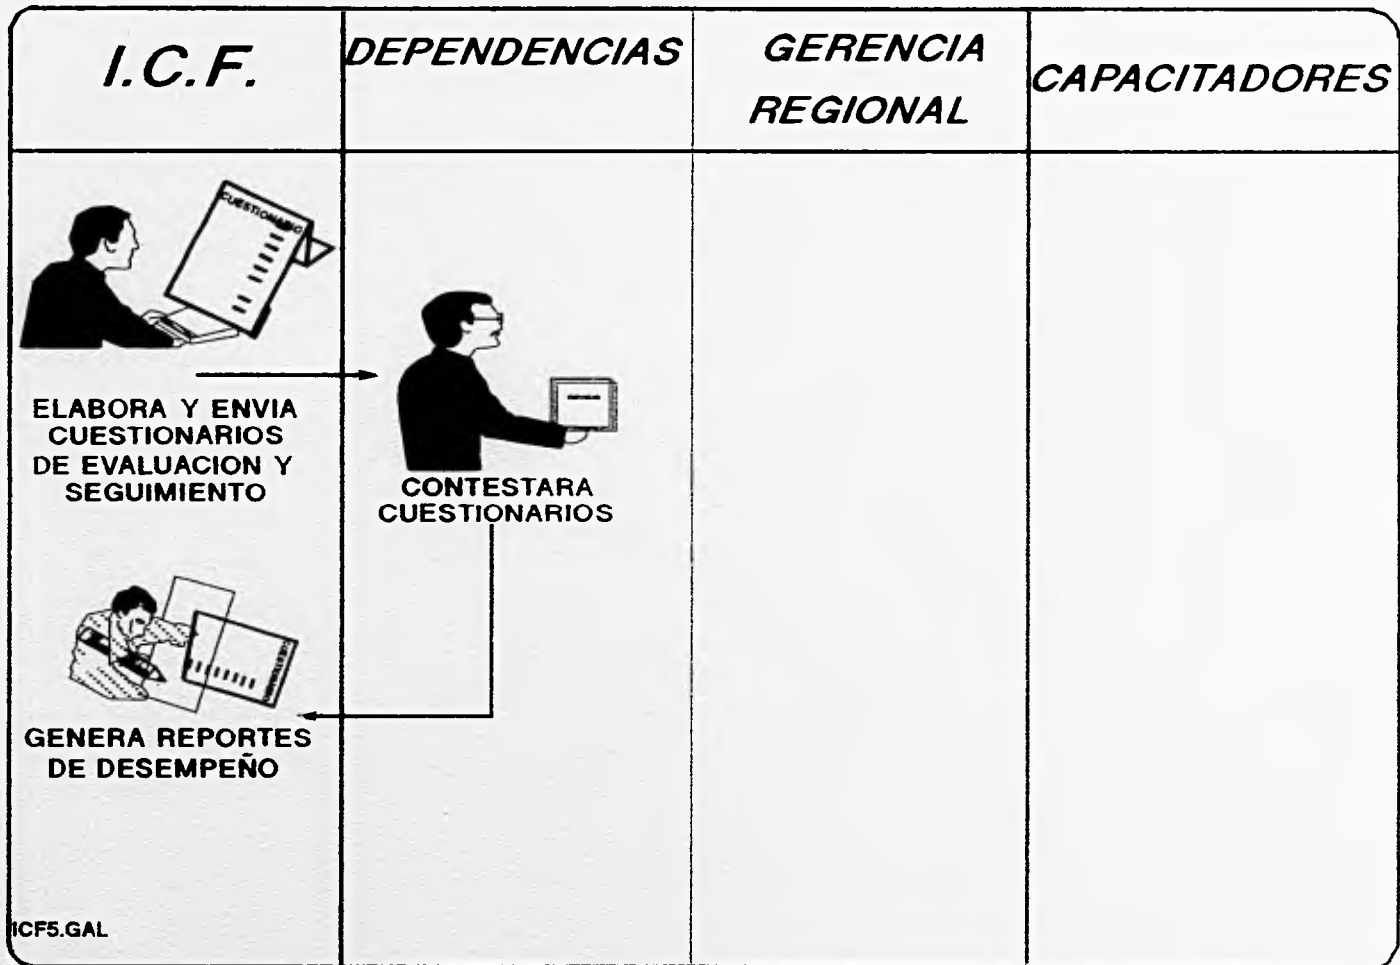 I.C.F.
DEPENDENCIAS
GERENCIA
REGIONAL
CAPACITADORES
CUESTIONARIO
ELABORA Y ENVIA
CUESTIONARIOS
DE EVALUACION Y
SEGUIMIENTO
CONTESTARA
CUESTIONARIOS
CUESTIONARIO
GENERA REPORTES
DE DESEMPEÑO
ICF5.GAL